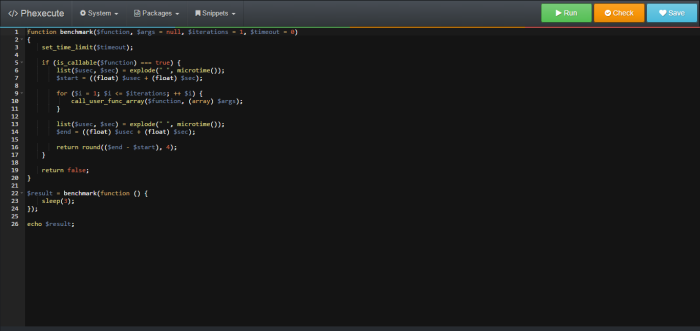 </> Phexecute System Packages Snippets Run Check Save
1 function benchmark($function, $args = null, $iterations = 1, $timeout = 0)
2 {
3 set_time_limit($timeout);
4
5 if (is_callable($function) === true) {
6 list($usec, $sec) = explode(" ", microtime());
7 $start = ((float) $usec + (float) $sec);
8
9 for ($i = 1; $i <= $iterations; ++ $i) {
10 call_user_func_array($function, (array) $args);
11 }
12
13 list($usec, $sec) = explode(" ", microtime());
14 $end = ((float) $usec + (float) $sec);
15
16 return round(($end - $start), 4);
17 }
18
19 return false;
20 }
21
22 $result = benchmark(function () {
23 sleep(3);
24 });
25
26 echo $result;